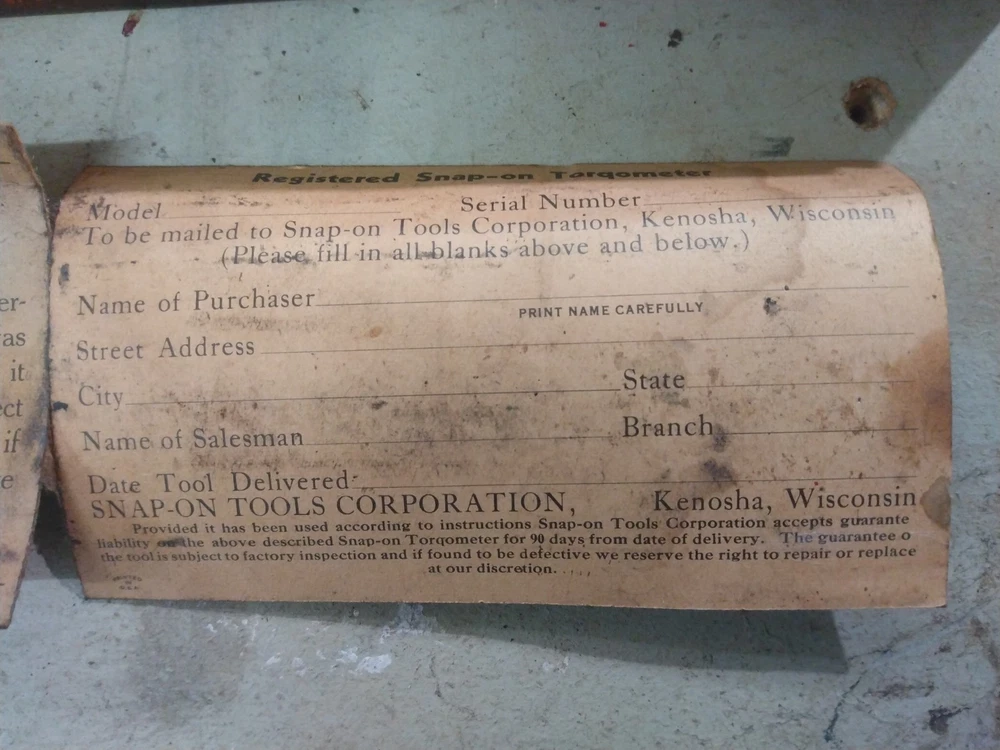 Registered Snap-on Torqometer
Model Serial Number
To be mailed to Snap-on Tools Corporation, Kenosha, Wisconsin
(Please fill in all blanks above and below.)
Name of Purchaser
PRINT NAME CAREFULLY
Street Address
City State
Name of Salesman Branch
Date Tool Delivered
SNAP-ON TOOLS CORPORATION, Kenosha, Wisconsin
Provided it has been used according to instructions Snap-on Tools Corporation accepts guarante
liability on the above described Snap-on Torqometer for 90 days from date of delivery. The guarantee o
the tool is subject to factory inspection and if found to be defective we reserve the right to repair or replace
at our discretion.
er-
as
it
ect
if
e